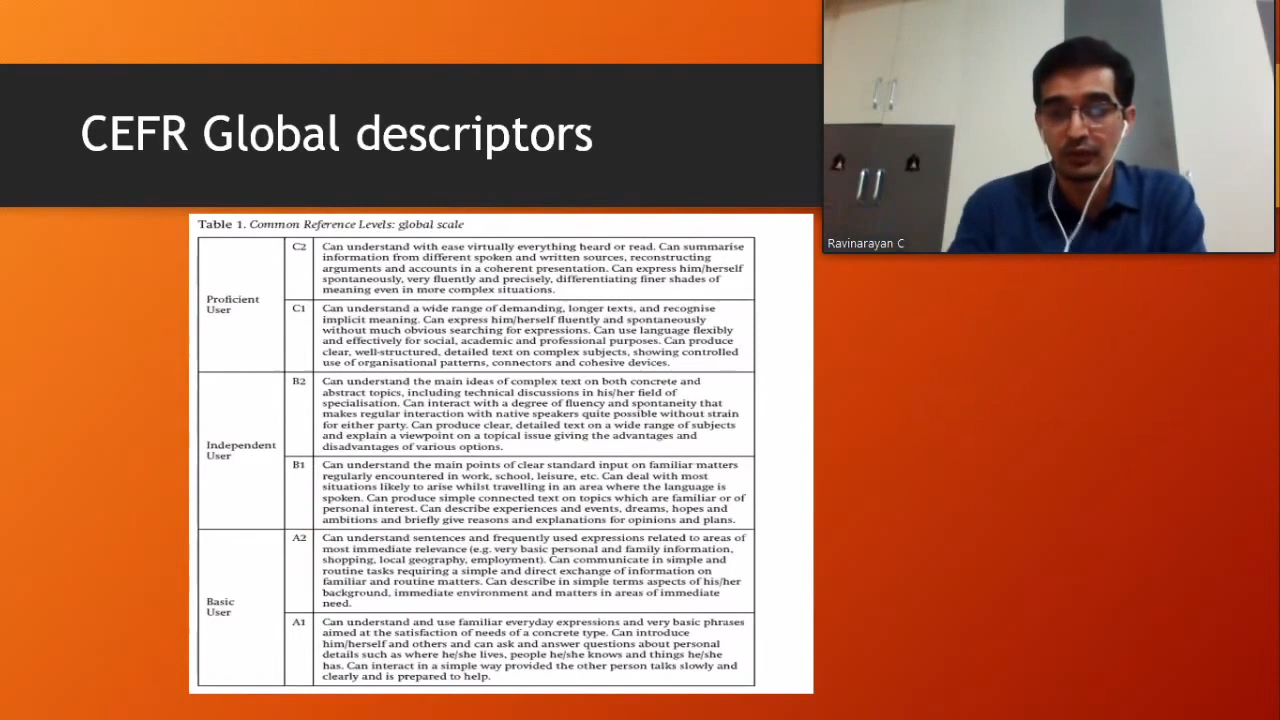 CEFR Global descriptors
Ravinarayan C
Table 1. Common Reference Levels: global scale
Proficient
User
C2
Can understand with ease virtually everything heard or read. Can summarise
information from different spoken and written sources, reconstructing
arguments and accounts in a coherent presentation. Can express him/herself
spontaneously, very fluently and precisely, differentiating finer shades of
meaning even in more complex situations.
C1
Can understand a wide range of demanding, longer texts, and recognise
implicit meaning. Can express him/herself fluently and spontaneously
without much obvious searching for expressions. Can use language flexibly
and effectively for social, academic and professional purposes. Can produce
clear, well-structured, detailed text on complex subjects, showing controlled
use of organisational patterns, connectors and cohesive devices.
Independent
User
B2
Can understand the main ideas of complex text on both concrete and
abstract topics, including technical discussions in his/her field of
specialisation. Can interact with a degree of fluency and spontaneity that
makes regular interaction with native speakers quite possible without strain
for either party. Can produce clear, detailed text on a wide range of subjects
and explain a viewpoint on a topical issue giving the advantages and
disadvantages of various options.
B1
Can understand the main points of clear standard input on familiar matters
regularly encountered in work, school, leisure, etc. Can deal with most
situations likely to arise whilst travelling in an area where the language is
spoken. Can produce simple connected text on topics which are familiar or of
personal interest. Can describe experiences and events, dreams, hopes and
ambitions and briefly give reasons and explanations for opinions and plans.
Basic
User
A2
Can understand sentences and frequently used expressions related to areas of
most immediate relevance (e.g. very basic personal and family information,
shopping, local geography, employment). Can communicate in simple and
routine tasks requiring a simple and direct exchange of information on
familiar and routine matters. Can describe in simple terms aspects of his/her
background, immediate environment and matters in areas of immediate
need.
A1
Can understand and use familiar everyday expressions and very basic phrases
aimed at the satisfaction of needs of a concrete type. Can introduce
him/herself and others and can ask and answer questions about personal
details such as where he/she lives, people he/she knows and things he/she
has. Can interact in a simple way provided the other person talks slowly and
clearly and is prepared to help.